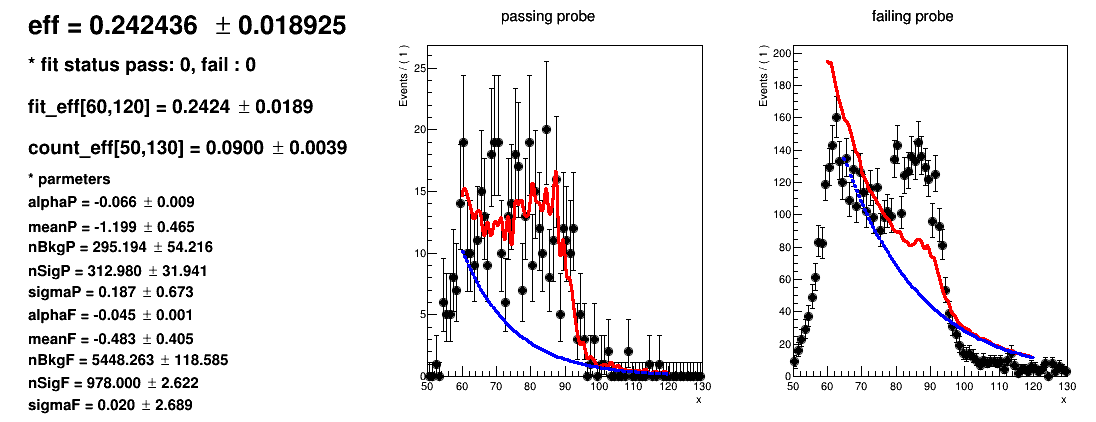 eff = 0.242436 ± 0.018925
* fit status pass: 0, fail : 0
fit_eff[60,120] = 0.2424 ± 0.0189
count_eff[50,130] = 0.0900 ± 0.0039
* parmeters
alphaP = -0.066 ± 0.009
meanP = -1.199 ± 0.465
nBkgP = 295.194 ± 54.216
nSigP = 312.980 ± 31.941
sigmaP = 0.187 ± 0.673
alphaF = -0.045 ± 0.001
meanF = -0.483 ± 0.405
nBkgF = 5448.263 ± 118.585
nSigF = 978.000 ± 2.622
sigmaF = 0.020 ± 2.689
passing probe
Events / ( 1 )
25
20
15
10
5
0
50 60 70 80 90 100 110 120 130
x
failing probe
Events / ( 1 )
200
180
160
140
120
100
80
60
40
20
0
50 60 70 80 90 100 110 120 130
x